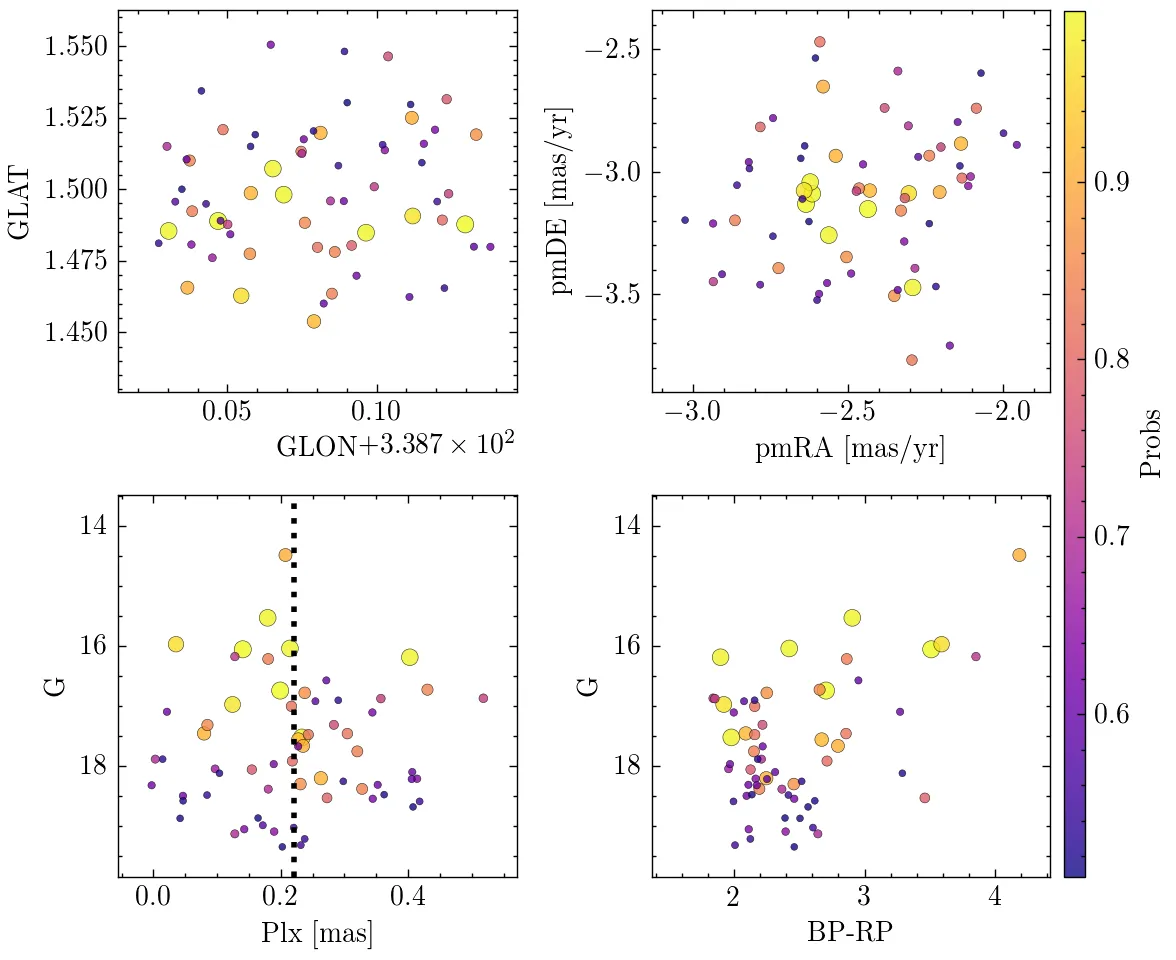 1.550
1.525
1.500
1.475
1.450
GLAT
0.05 0.10
GLON+3.387 × 10²
−2.5
−3.0
−3.5
pmDE [mas/yr]
−3.0 −2.5 −2.0
pmRA [mas/yr]
14
16
18
G
0.0 0.2 0.4
Plx [mas]
14
16
18
G
2 3 4
BP-RP
0.9
0.8
0.7
0.6
Probs